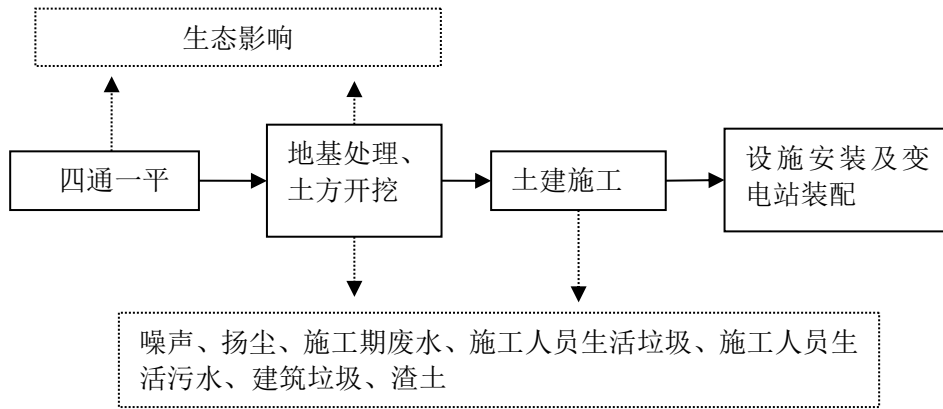 生态影响
四通一平
地基处理、
土方开挖
土建施工
设施安装及变
电站装配
噪声、扬尘、施工期废水、施工人员生活垃圾、施工人员生
活污水、建筑垃圾、渣土